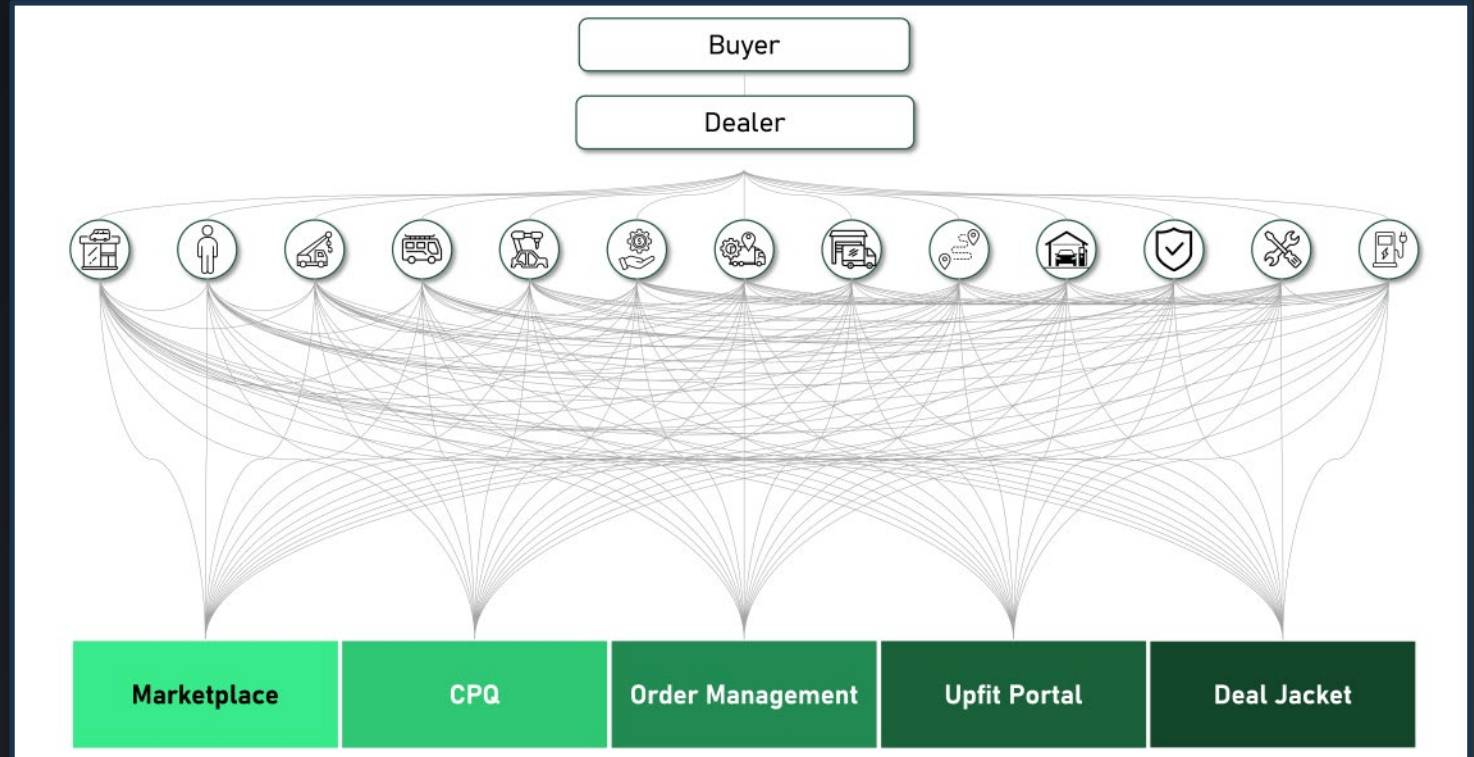 Buyer
Dealer
Marketplace
CPQ
Order Management
Upfit Portal
Deal Jacket